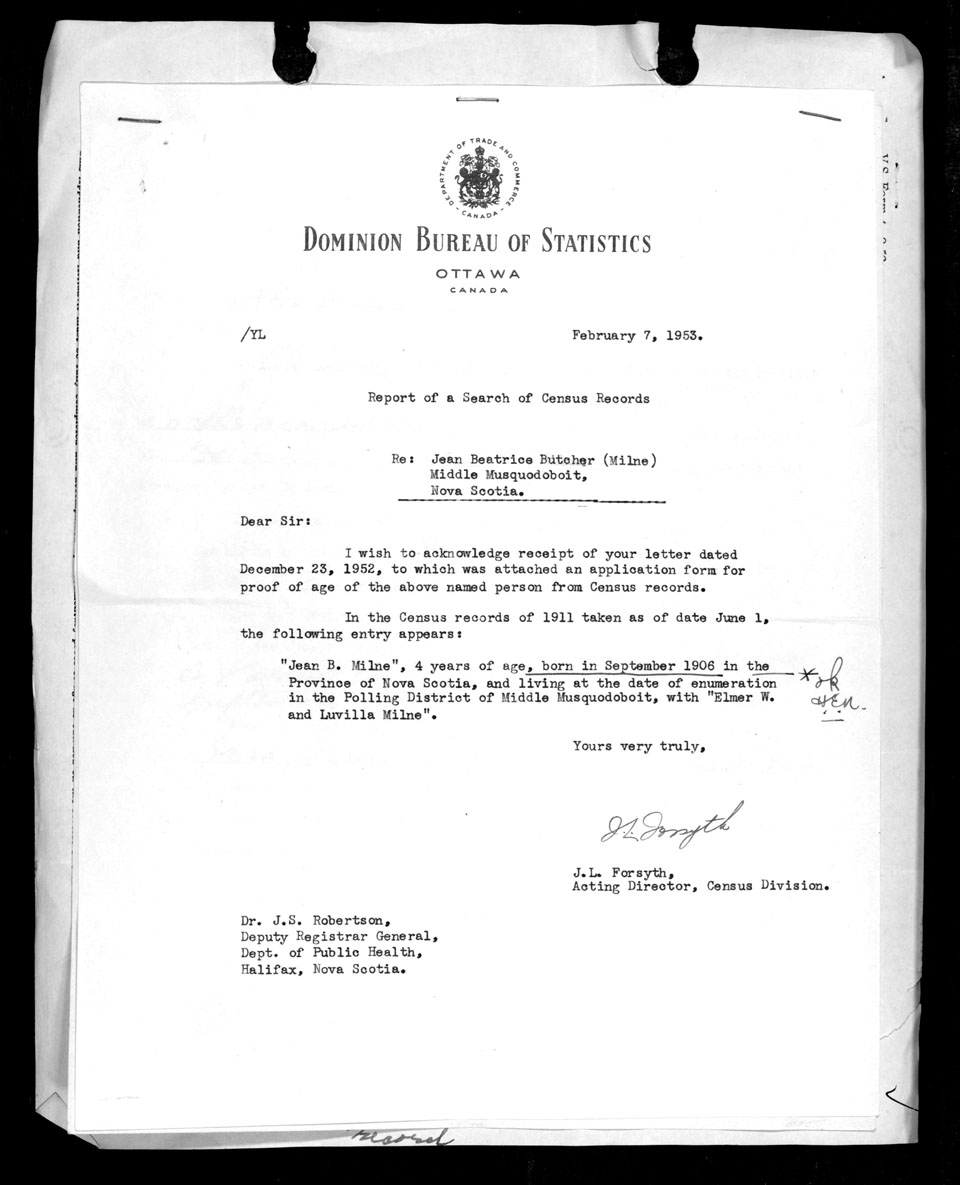 DEPARTMENT OF TRADE AND COMMERCE
- CANADA -
DOMINION BUREAU OF STATISTICS
OTTAWA
CANADA
/YL February 7, 1953.
Report of a Search of Census Records
Re: Jean Beatrice Butcher (Milne)
Middle Musquodoboit,
Nova Scotia.
Dear Sir:
I wish to acknowledge receipt of your letter dated
December 23, 1952, to which was attached an application form for
proof of age of the above named person from Census records.
In the Census records of 1911 taken as of date June 1,
the following entry appears:
"Jean B. Milne", 4 years of age, born in September 1906 in the
Province of Nova Scotia, and living at the date of enumeration
in the Polling District of Middle Musquodoboit, with "Elmer W.
and Luvilla Milne".
* ok
H.E.N.
Yours very truly,
J.L. Forsyth
J.L. Forsyth,
Acting Director, Census Division.
Dr. J.S. Robertson,
Deputy Registrar General,
Dept. of Public Health,
Halifax, Nova Scotia.
record